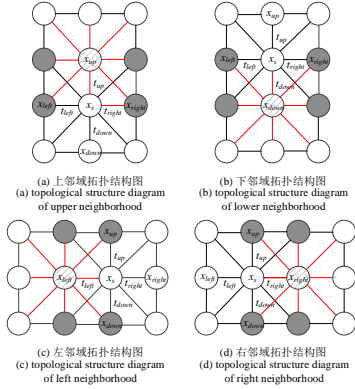 x_up
t_up
x_left t_left x_s t_right x_right
t_down
x_down
(a) 上邻域拓扑结构图
(a) topological structure diagram
of upper neighborhood
x_up
t_up
x_left t_left x_s t_right x_right
t_down
x_down
(b) 下邻域拓扑结构图
(b) topological structure diagram
of lower neighborhood
x_up
t_up
x_left t_left x_s t_right x_right
t_down
x_down
(c) 左邻域拓扑结构图
(c) topological structure diagram
of left neighborhood
x_up
t_up
x_left t_left x_s t_right x_right
t_down
x_down
(d) 右邻域拓扑结构图
(d) topological structure diagram
of right neighborhood